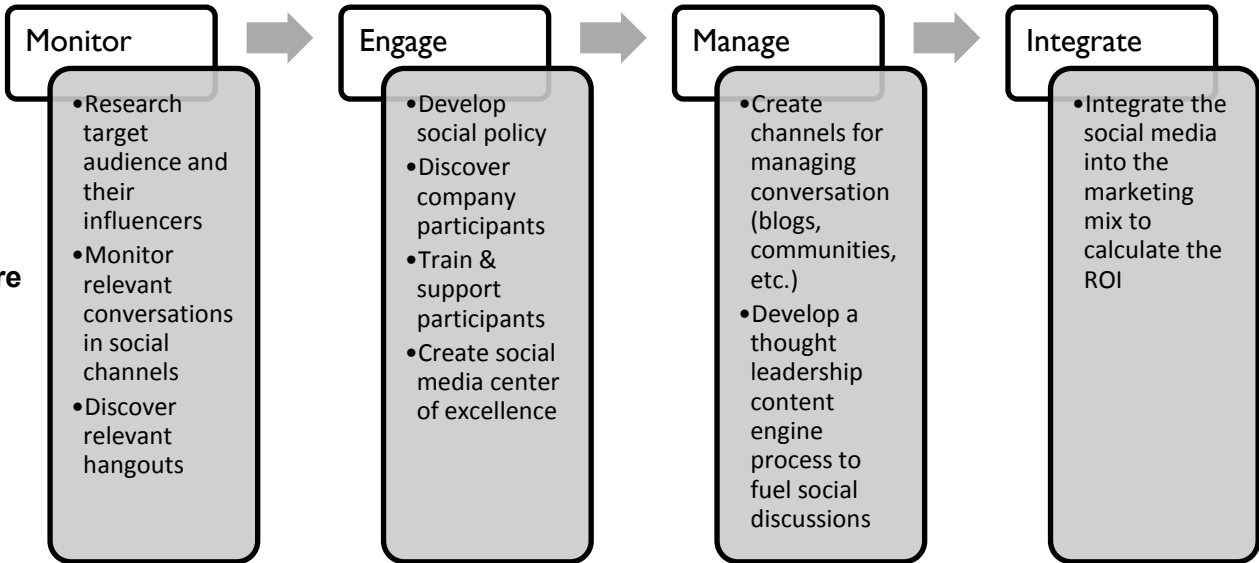 Monitor
•Research
target
audience and
their
influencers
•Monitor
relevant
conversations
in social
channels
•Discover
relevant
hangouts
Engage
•Develop
social policy
•Discover
company
participants
•Train &
support
participants
•Create social
media center
of excellence
Manage
•Create
channels for
managing
conversation
(blogs,
communities,
etc.)
•Develop a
thought
leadership
content
engine
process to
fuel social
discussions
Integrate
•Integrate the
social media
into the
marketing
mix to
calculate the
ROI